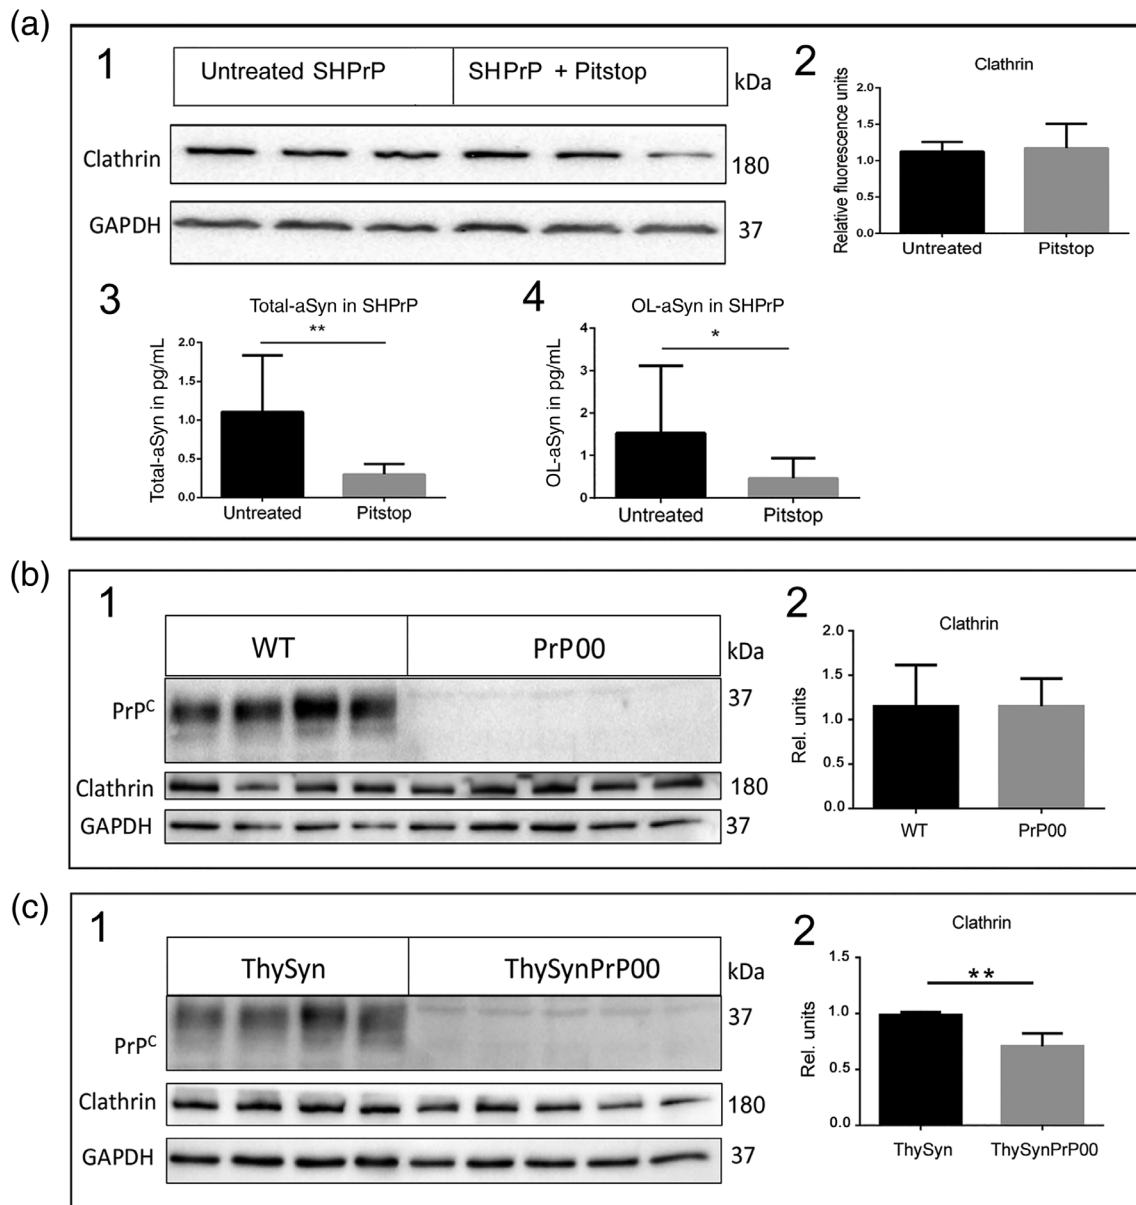 (a)
1
Untreated SHPrP
SHPrP + Pitstop
kDa
Clathrin
180
GAPDH
37
2
Clathrin
Relative fluorescence units
2.0
1.5
1.0
0.5
0.0
Untreated
Pitstop
3
Total-aSyn in SHPrP
**
Total-aSyn in pg/mL
2.0
1.5
1.0
0.5
0.0
Untreated
Pitstop
4
OL-aSyn in SHPrP
*
OL-aSyn in pg/mL
4
3
2
1
0
Untreated
Pitstop
(b)
1
WT
PrP00
kDa
PrPᶜ
37
Clathrin
180
GAPDH
37
2
Clathrin
Rel. units
2.0
1.5
1.0
0.5
0.0
WT
PrP00
(c)
1
ThySyn
ThySynPrP00
kDa
37
PrPᶜ
Clathrin
180
GAPDH
37
2
Clathrin
**
Rel. units
1.5
1.0
0.5
0.0
ThySyn
ThySynPrP00